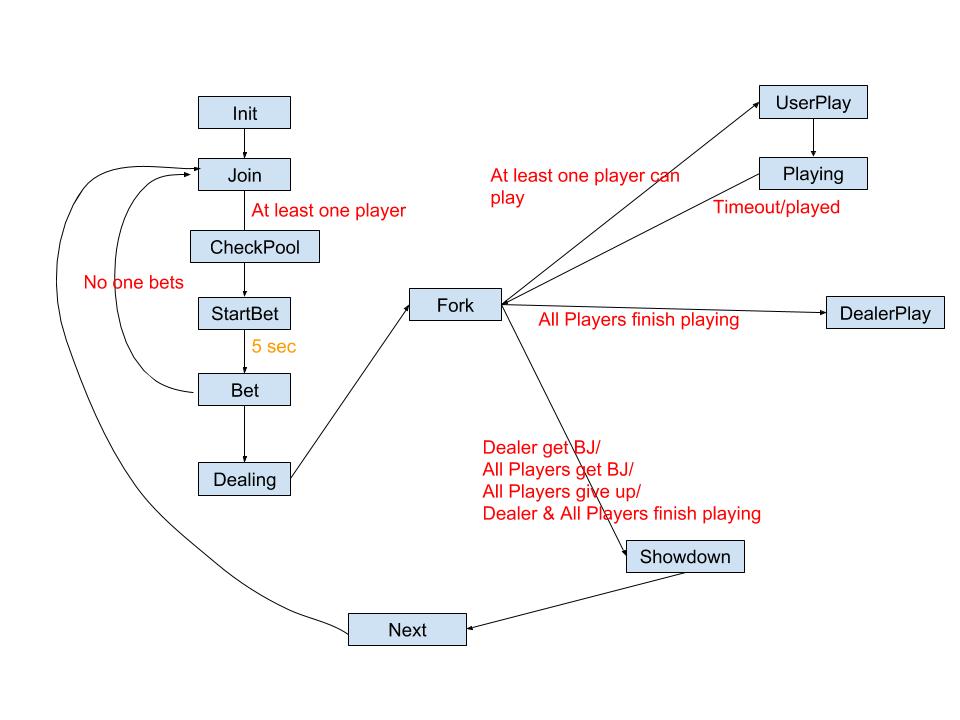 Init
Join
At least one player
CheckPool
No one bets
StartBet
5 sec
Bet
Dealing
Fork
UserPlay
Playing
At least one player can
play
Timeout/played
All Players finish playing
DealerPlay
Dealer get BJ/
All Players get BJ/
All Players give up/
Dealer & All Players finish playing
Showdown
Next